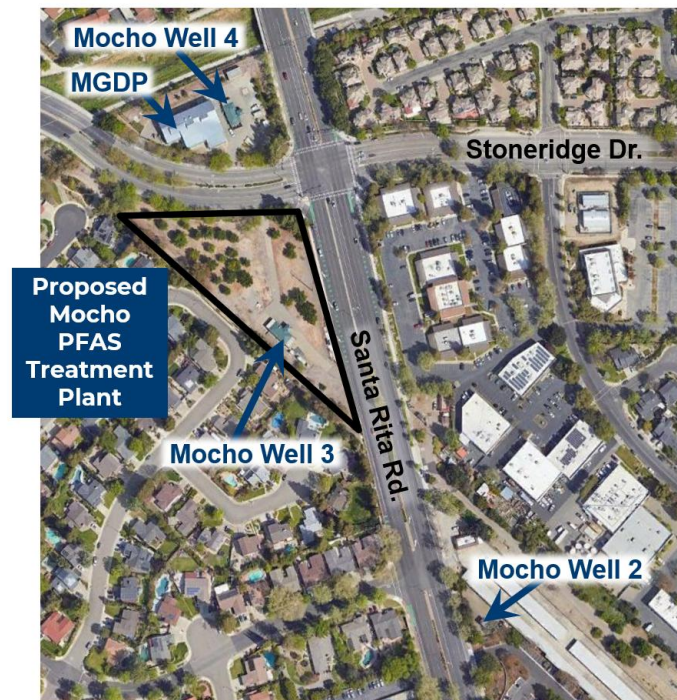 Mocho Well 4
MGDP
Stoneridge Dr.
Proposed
Mocho
PFAS
Treatment
Plant
Santa Rita Rd.
Mocho Well 3
Mocho Well 2